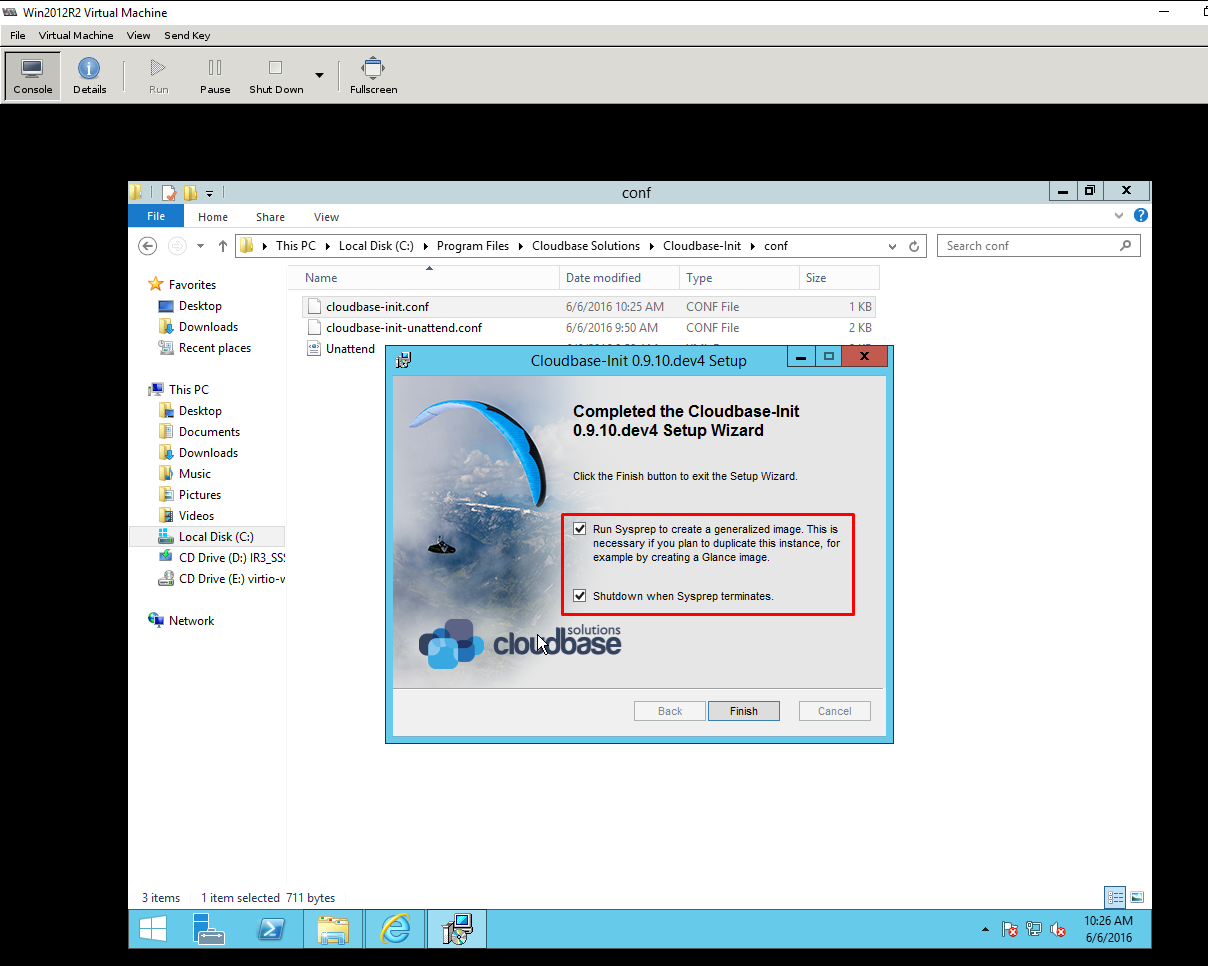 Win2012R2 Virtual Machine
File Virtual Machine View Send Key
Console Details Run Pause Shut Down Fullscreen
conf
File Home Share View
This PC Local Disk (C:) Program Files Cloudbase Solutions Cloudbase-Init conf Search conf
Name Date modified Type Size
Favorites
Desktop
Downloads
Recent places
This PC
Desktop
Documents
Downloads
Music
Pictures
Videos
Local Disk (C:)
CD Drive (D:) IR3_SS
CD Drive (E:) virtio-w
Network
cloudbase-init.conf 6/6/2016 10:25 AM CONF File 1 KB
cloudbase-init-unattend.conf 6/6/2016 9:50 AM CONF File 2 KB
Unattend
Cloudbase-Init 0.9.10.dev4 Setup
Completed the Cloudbase-Init
0.9.10.dev4 Setup Wizard
Click the Finish button to exit the Setup Wizard.
Run Sysprep to create a generalized image. This is
necessary if you plan to duplicate this instance, for
example by creating a Glance image.
Shutdown when Sysprep terminates.
solutions
cloudbase
Back Finish Cancel
3 items 1 item selected 711 bytes
10:26 AM
6/6/2016